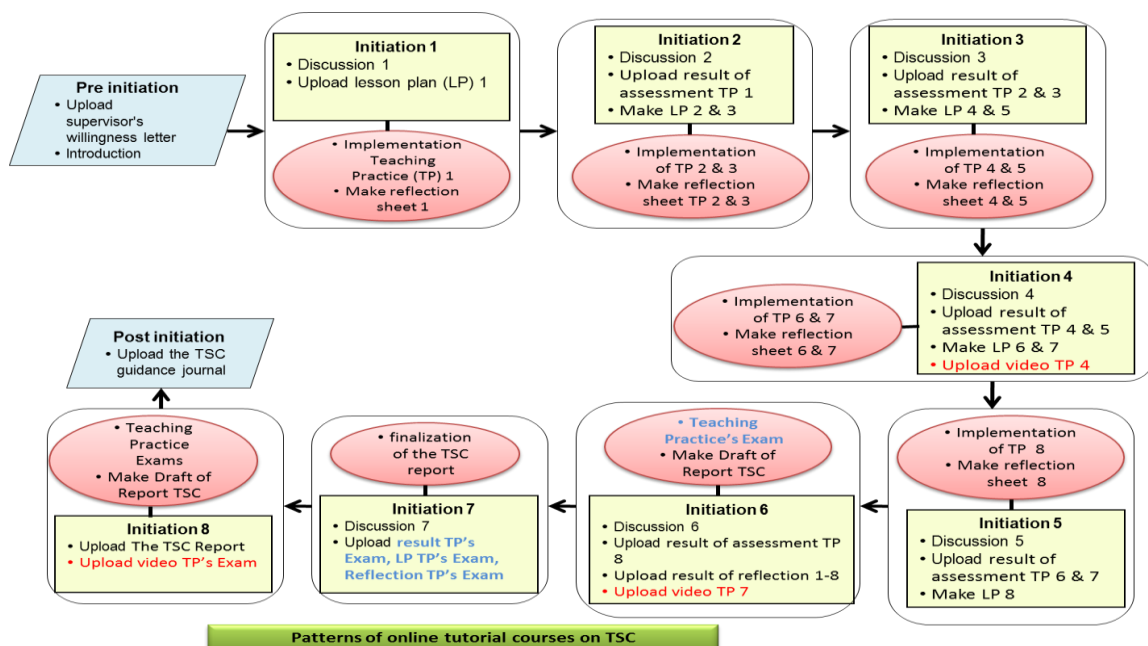 Pre initiation
• Upload
supervisor's
willingness letter
• Introduction
Initiation 1
• Discussion 1
• Upload lesson plan (LP) 1
• Implementation
Teaching
Practice (TP) 1
• Make reflection
sheet 1
Initiation 2
• Discussion 2
• Upload result of
assessment TP 1
• Make LP 2 & 3
• Implementation
of TP 2 & 3
• Make reflection
sheet TP 2 & 3
Initiation 3
• Discussion 3
• Upload result of
assessment TP 2 & 3
• Make LP 4 & 5
• Implementation
of TP 4 & 5
• Make reflection
sheet 4 & 5
Initiation 4
• Discussion 4
• Upload result of
assessment TP 4 & 5
• Make LP 6 & 7
• Upload video TP 4
• Implementation
of TP 6 & 7
• Make reflection
sheet 6 & 7
• Implementation
of TP 8
• Make reflection
sheet 8
Initiation 5
• Discussion 5
• Upload result of
assessment TP 6 & 7
• Make LP 8
• Teaching
Practice's Exam
• Make Draft of
Report TSC
Initiation 6
• Discussion 6
• Upload result of assessment TP
8
• Upload result of reflection 1-8
• Upload video TP 7
• finalization
of the TSC
report
Initiation 7
• Discussion 7
• Upload result TP's
Exam, LP TP's Exam,
Reflection TP's Exam
• Teaching
Practice
Exams
• Make Draft of
Report TSC
Initiation 8
• Upload The TSC Report
• Upload video TP's Exam
Post initiation
• Upload the TSC
guidance journal
Patterns of online tutorial courses on TSC